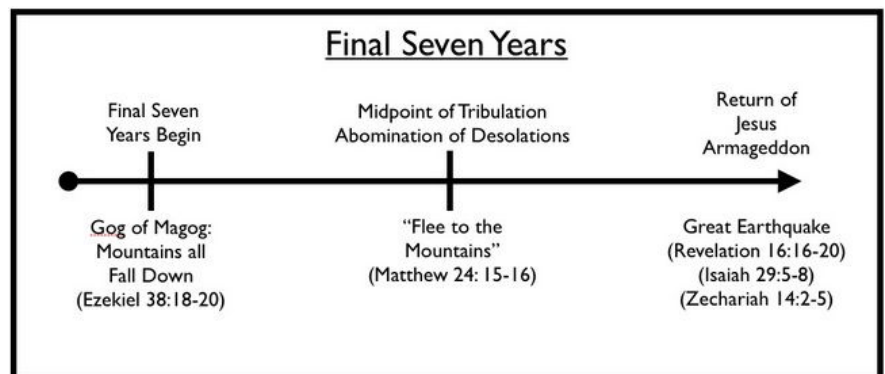 Final Seven Years
Final Seven
Years Begin
Midpoint of Tribulation
Abomination of Desolations
Return of
Jesus
Armageddon
Gog of Magog:
Mountains all
Fall Down
(Ezekiel 38:18-20)
“Flee to the
Mountains”
(Matthew 24: 15-16)
Great Earthquake
(Revelation 16:16-20)
(Isaiah 29:5-8)
(Zechariah 14:2-5)